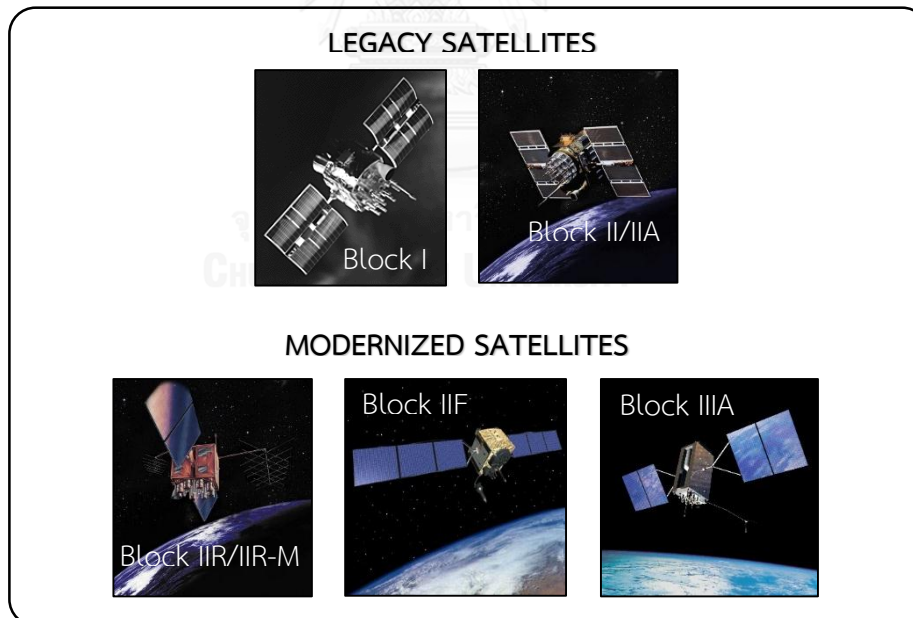 LEGACY SATELLITES
Block I
Block II/IIA
MODERNIZED SATELLITES
Block IIR/IIR-M
Block IIF
Block IIIA